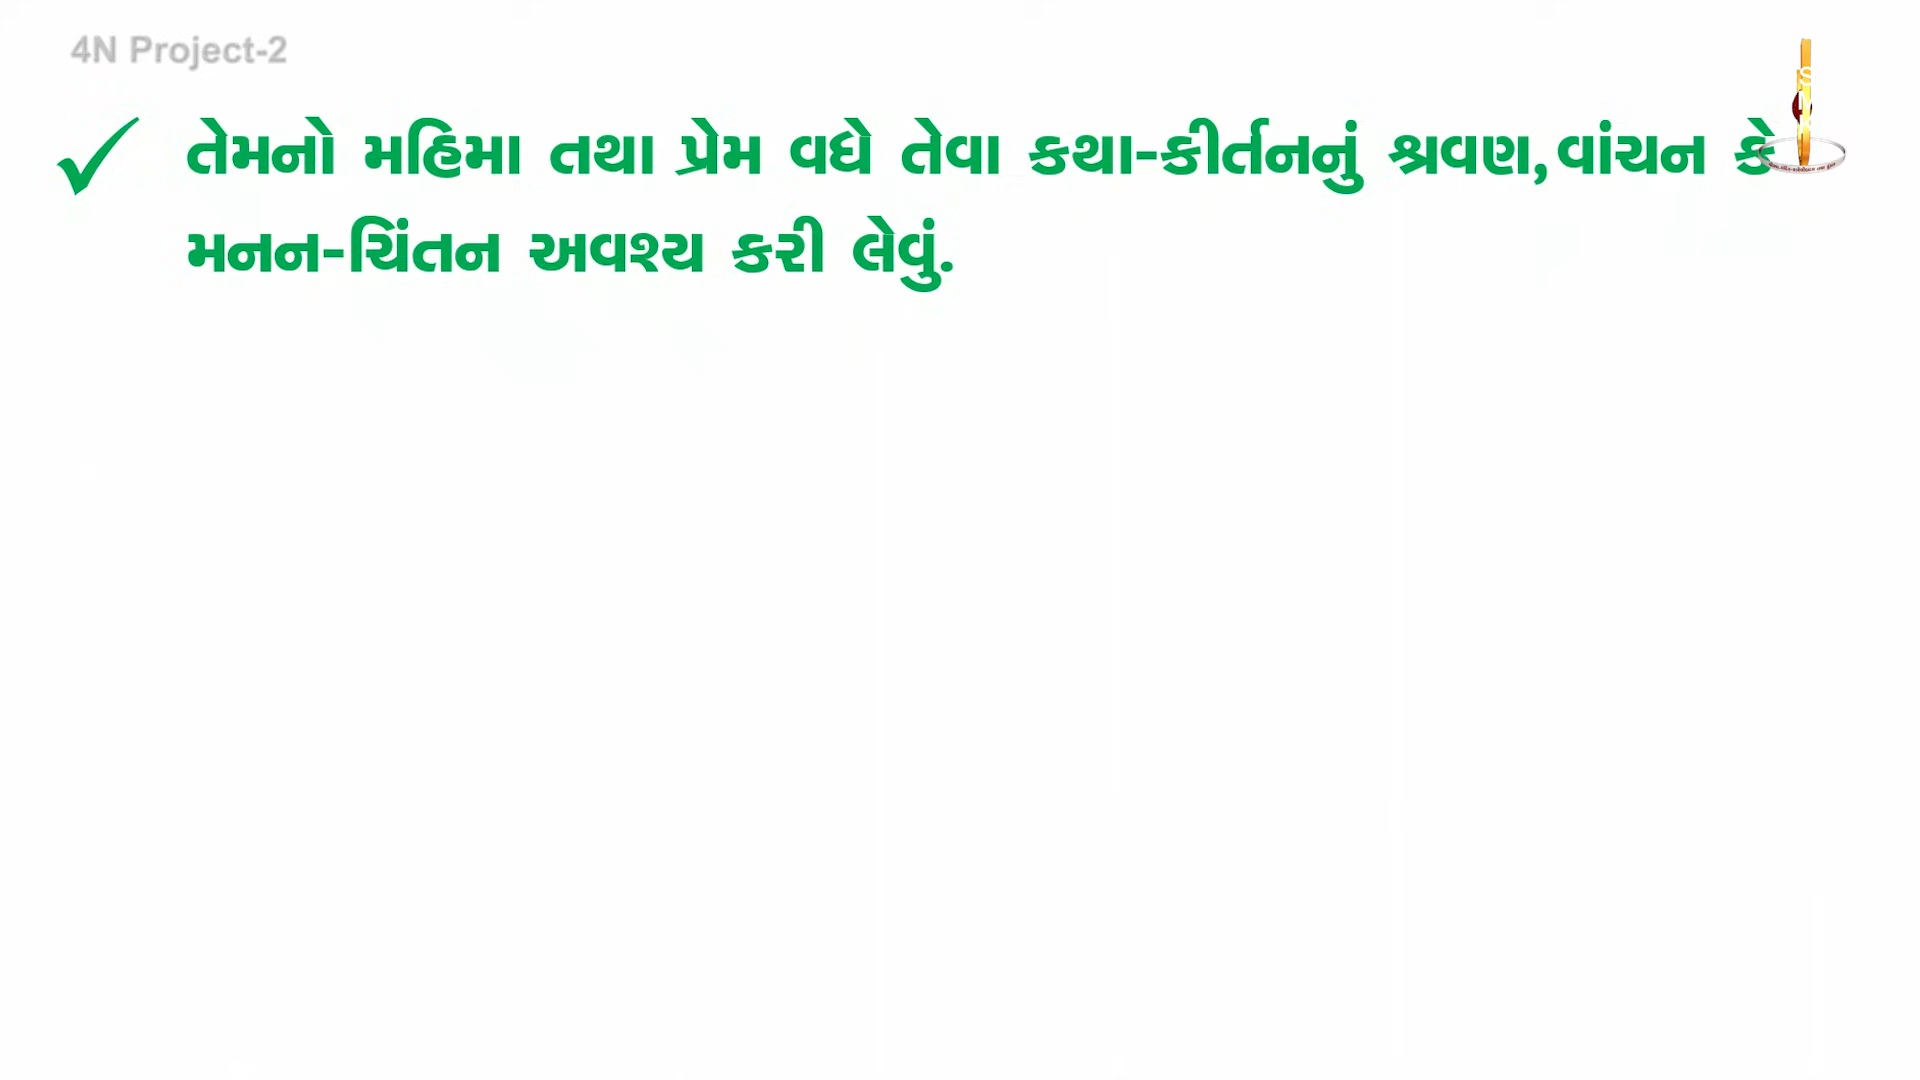 4N Project-2
તેમનો મહિમા તથા પ્રેમ વધે તેવા કથા-કીર્તનનું શ્રવણ,વાંચન કે
મનન-ચિંતન અવશ્ય કરી લેવું.